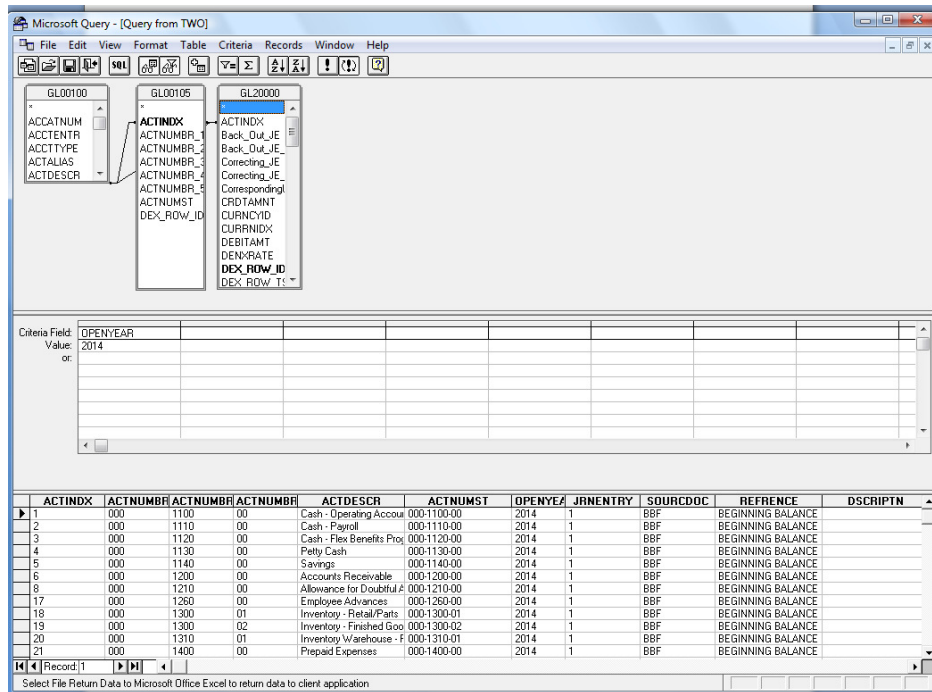 Microsoft Query - [Query from TWO]
File Edit View Format Table Criteria Records Window Help
SQL
GL00100 GL00105 GL20000
* * *
ACCATNUM ACTINDX ACTINDX
ACCTENTR ACTNUMBR_1 Back_Out_JE
ACCTTYPE ACTNUMBR_2 Back_Out_JE_
ACTALIAS ACTNUMBR_3 Correcting_JE
ACTDESCR ACTNUMBR_4 Correcting_JE_
ACTNUMBR_5 CorrespondingU
ACTNUMST CRDTAMNT
DEX_ROW_ID CURNCYID
CURRNIDX
DEBITAMT
DENXRATE
DEX_ROW_ID
DEX_ROW_TS
Criteria Field: OPENYEAR
Value: 2014
or:
ACTINDX ACTNUMBR ACTNUMBR ACTNUMBR ACTDESCR ACTNUMST OPENYEA JRNENTRY SOURCDOC REFRENCE DSCRIPTN
1 000 1100 00 Cash - Operating Accou 000-1100-00 2014 1 BBF BEGINNING BALANCE
2 000 1110 00 Cash - Payroll 000-1110-00 2014 1 BBF BEGINNING BALANCE
3 000 1120 00 Cash - Flex Benefits Prog 000-1120-00 2014 1 BBF BEGINNING BALANCE
4 000 1130 00 Petty Cash 000-1130-00 2014 1 BBF BEGINNING BALANCE
5 000 1140 00 Savings 000-1140-00 2014 1 BBF BEGINNING BALANCE
6 000 1200 00 Accounts Receivable 000-1200-00 2014 1 BBF BEGINNING BALANCE
8 000 1210 00 Allowance for Doubtful A 000-1210-00 2014 1 BBF BEGINNING BALANCE
17 000 1260 00 Employee Advances 000-1260-00 2014 1 BBF BEGINNING BALANCE
18 000 1300 01 Inventory - Retail/Parts 000-1300-01 2014 1 BBF BEGINNING BALANCE
19 000 1300 02 Inventory - Finished Goo 000-1300-02 2014 1 BBF BEGINNING BALANCE
20 000 1310 01 Inventory Warehouse - F 000-1310-01 2014 1 BBF BEGINNING BALANCE
21 000 1400 00 Prepaid Expenses 000-1400-00 2014 1 BBF BEGINNING BALANCE
Record: 1
Select File Return Data to Microsoft Office Excel to return data to client application